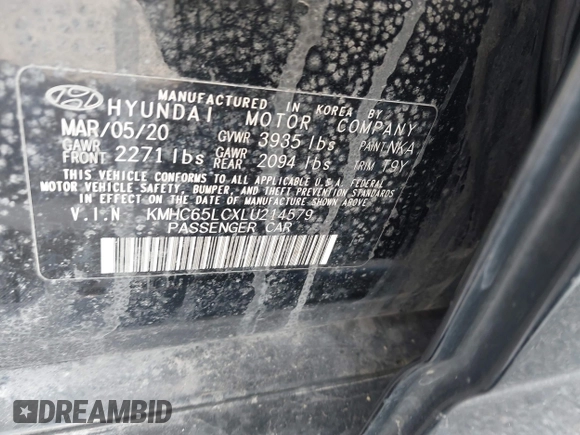 MANUFACTURED IN KOREA BY
HYUNDAI MOTOR COMPANY
MAR/05/20 GVWR 3935 lbs PAINT NKA
GAWR FRONT 2271 lbs GAWR REAR 2094 lbs TRIM T9Y
THIS VEHICLE CONFORMS TO ALL APPLICABLE U.S.A. FEDERAL
MOTOR VEHICLE SAFETY, BUMPER, AND THEFT PREVENTION STANDARDS
IN EFFECT ON THE DATE OF MANUFACTURE SHOWN ABOVE.
V.I.N KMHC65LCXLU214579
PASSENGER CAR
DREAMBID